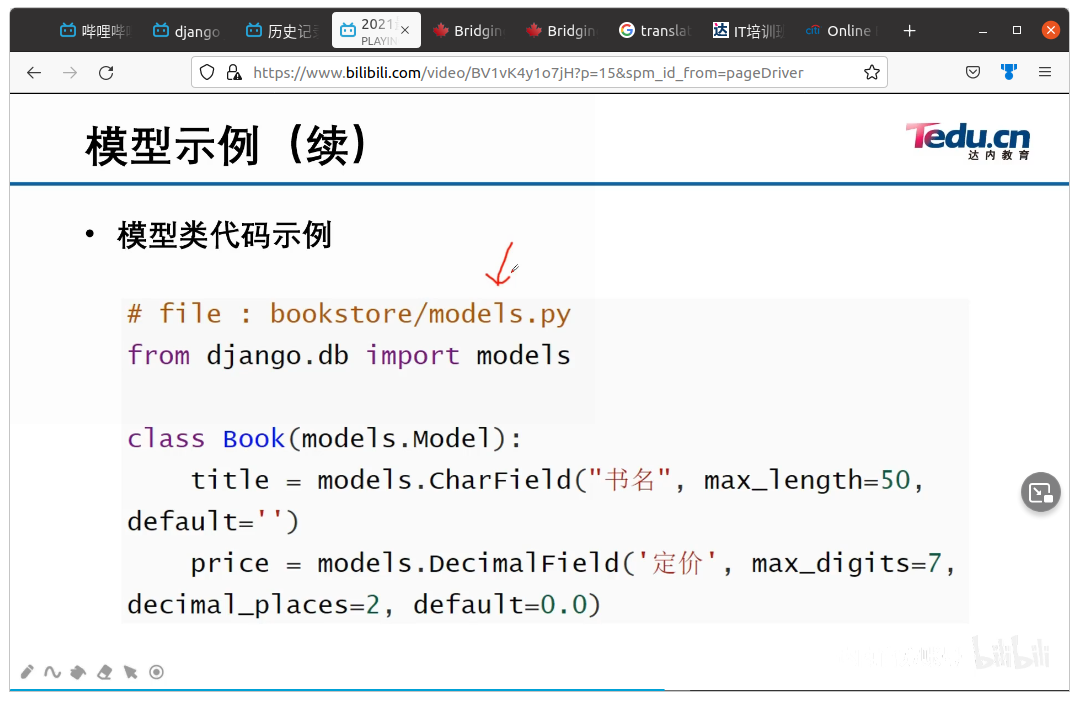 哔哩哔哩
django
历史记录
2021
PLAYIN
Bridgin
Bridgin
translat
IT培训班
citi
Online
https://www.bilibili.com/video/BV1vK4y1o7jH?p=15&spm_id_from=pageDriver
模型示例（续）
Tedu.cn
达内教育
• 模型类代码示例
# file : bookstore/models.py
from django.db import models
class Book(models.Model):
title = models.CharField("书名", max_length=50,
default='')
price = models.DecimalField('定价', max_digits=7,
decimal_places=2, default=0.0)
bilibili